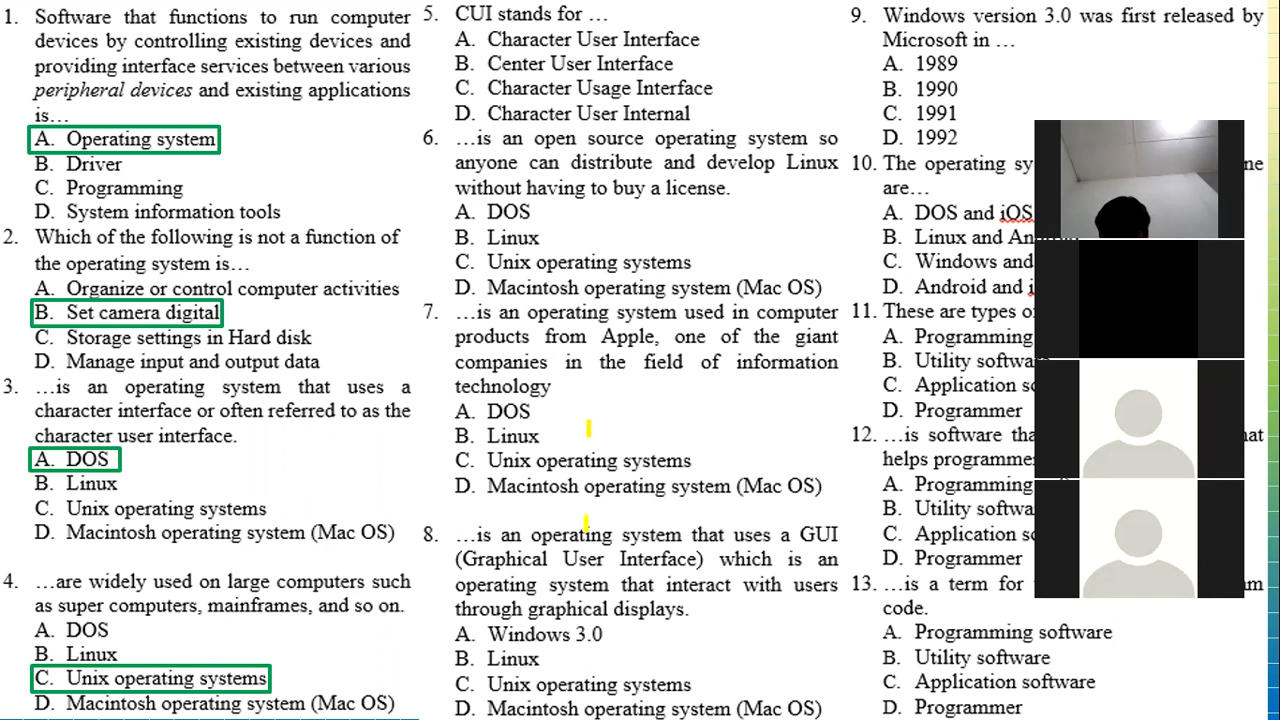 1. Software that functions to run computer
devices by controlling existing devices and
providing interface services between various
peripheral devices and existing applications
is…
A. Operating system
B. Driver
C. Programming
D. System information tools
2. Which of the following is not a function of
the operating system is…
A. Organize or control computer activities
B. Set camera digital
C. Storage settings in Hard disk
D. Manage input and output data
3. …is an operating system that uses a
character interface or often referred to as the
character user interface.
A. DOS
B. Linux
C. Unix operating systems
D. Macintosh operating system (Mac OS)
4. …are widely used on large computers such
as super computers, mainframes, and so on.
A. DOS
B. Linux
C. Unix operating systems
D. Macintosh operating system (Mac OS)
5. CUI stands for …
A. Character User Interface
B. Center User Interface
C. Character Usage Interface
D. Character User Internal
6. …is an open source operating system so
anyone can distribute and develop Linux
without having to buy a license.
A. DOS
B. Linux
C. Unix operating systems
D. Macintosh operating system (Mac OS)
7. …is an operating system used in computer
products from Apple, one of the giant
companies in the field of information
technology
A. DOS
B. Linux
C. Unix operating systems
D. Macintosh operating system (Mac OS)
8. …is an operating system that uses a GUI
(Graphical User Interface) which is an
operating system that interact with users
through graphical displays.
A. Windows 3.0
B. Linux
C. Unix operating systems
D. Macintosh operating system (Mac OS)
9. Windows version 3.0 was first released by
Microsoft in …
A. 1989
B. 1990
C. 1991
D. 1992
10. The operating
are…
A. DOS and iOS
B. Linux and
C. Windows and
D. Android and
11. These are types
A. Programming
B. Utility
C. Application
D. Programmer
12. …is software
helps
A. Programming
B. Utility
C. Application
D. Programmer
13. …is a term for
code.
A. Programming software
B. Utility software
C. Application software
D. Programmer